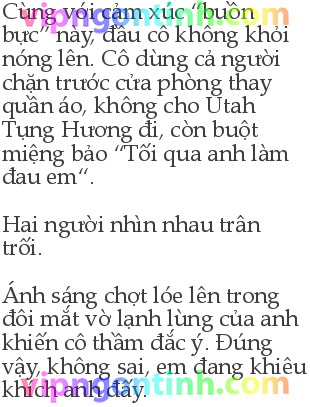 Cùng với cảm xúc “buồn
bực” này, đầu cô không khỏi
nóng lên. Cô dùng cả người
chặn trước cửa phòng thay
quần áo, không cho Utah
Tụng Hương đi, còn buột
miệng bảo “Tối qua anh làm
đau em”.
Hai người nhìn nhau trân
trối.
Ánh sáng chợt lóe lên trong
đôi mắt vờ lạnh lùng của anh
khiến cô thầm đắc ý. Đúng
vậy, không sai, em đang khiêu
khích anh đấy.
vipngontinh.com
vipngontinh.com